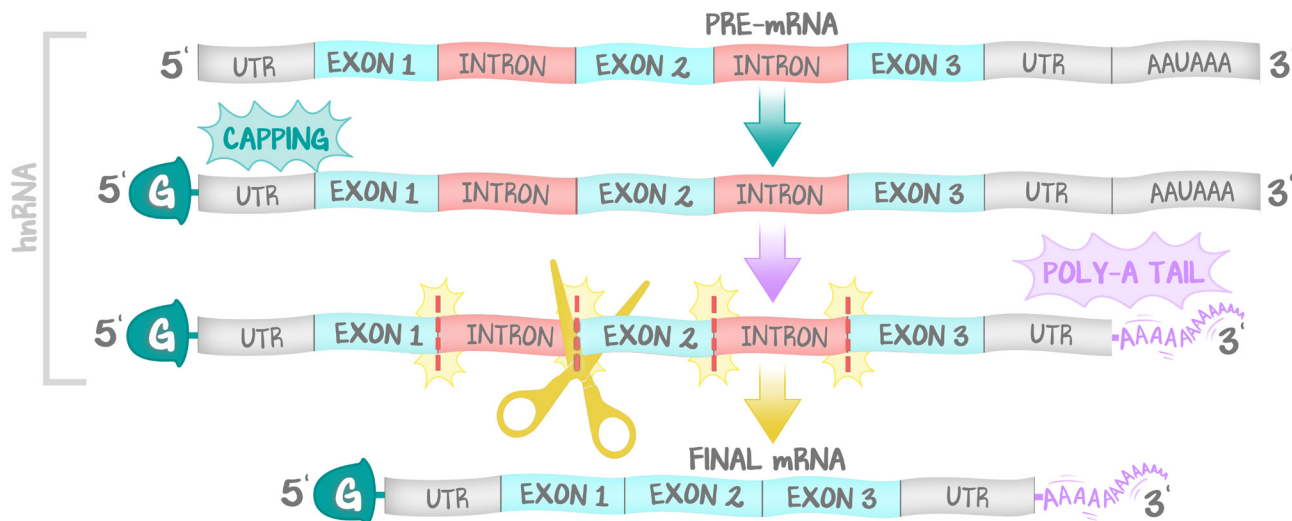 PRE-mRNA
5‘ UTR EXON 1 INTRON EXON 2 INTRON EXON 3 UTR AAUAAA 3‘
CAPPING
5‘ G UTR EXON 1 INTRON EXON 2 INTRON EXON 3 UTR AAUAAA 3‘
hnRNA
POLY-A TAIL
5‘ G UTR EXON 1 INTRON EXON 2 INTRON EXON 3 UTR AAAAAAAAAAAA 3‘
FINAL mRNA
5‘ G UTR EXON 1 EXON 2 EXON 3 UTR AAAAAAAAAAAA 3‘